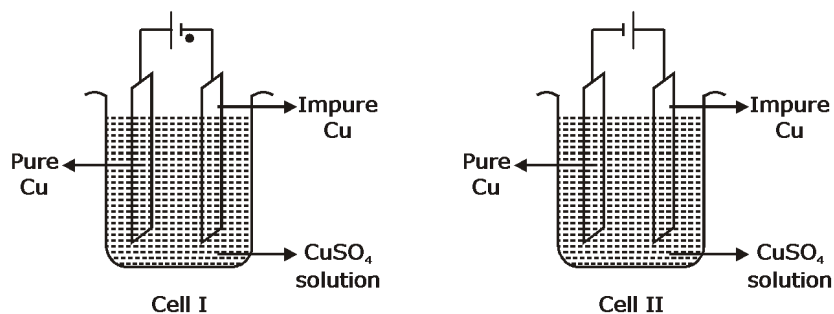 Impure
Cu
Pure
Cu
CuSO₄
solution
Cell I
Impure
Cu
Pure
Cu
CuSO₄
solution
Cell II